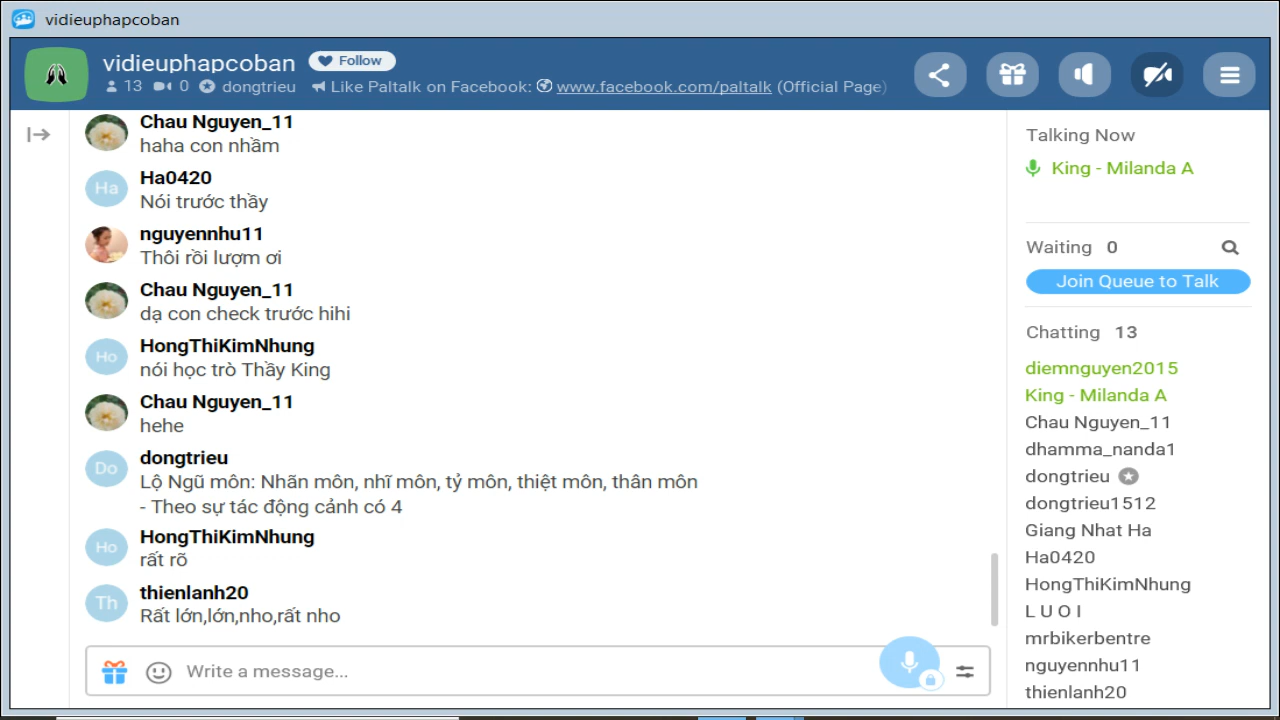 vidieuphapcoban
vidieuphapcoban Follow
13 0 dongtrieu Like Paltalk on Facebook: www.facebook.com/paltalk (Official Page)
Chau Nguyen_11
haha con nhầm
Ha Ha0420
Nói trước thầy
nguyennhu11
Thôi rồi lượm ơi
Chau Nguyen_11
dạ con check trước hihi
Ho HongThiKimNhung
nói học trò Thầy King
Chau Nguyen_11
hehe
Do dongtrieu
Lộ Ngũ môn: Nhãn môn, nhĩ môn, tỷ môn, thiệt môn, thân môn
- Theo sự tác động cảnh có 4
Ho HongThiKimNhung
rất rõ
Th thienlanh20
Rất lớn,lớn,nho,rất nho
Write a message...
Talking Now
King - Milanda A
Waiting 0
Join Queue to Talk
Chatting 13
diemnguyen2015
King - Milanda A
Chau Nguyen_11
dhamma_nanda1
dongtrieu
dongtrieu1512
Giang Nhat Ha
Ha0420
HongThiKimNhung
L U O I
mrbikerbentre
nguyennhu11
thienlanh20